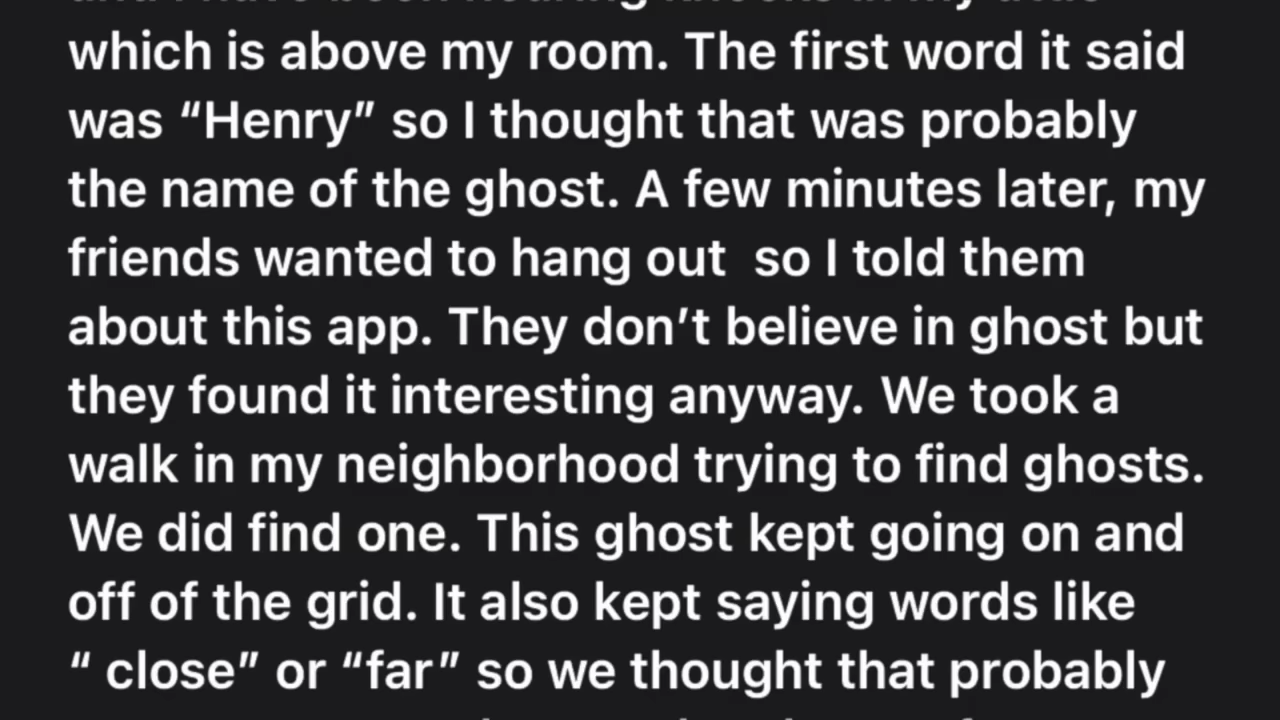 which is above my room. The first word it said
was “Henry” so I thought that was probably
the name of the ghost. A few minutes later, my
friends wanted to hang out  so I told them
about this app. They don’t believe in ghost but
they found it interesting anyway. We took a
walk in my neighborhood trying to find ghosts.
We did find one. This ghost kept going on and
off of the grid. It also kept saying words like
“ close” or “far” so we thought that probably